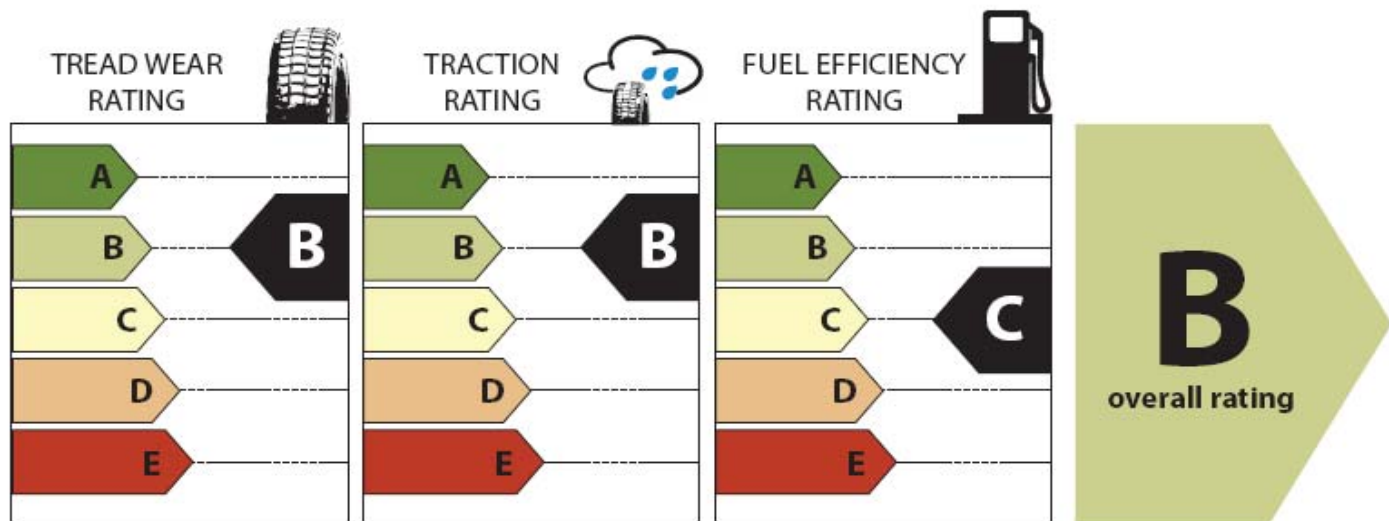 TREAD WEAR
RATING
A
B
C
D
E
B
TRACTION
RATING
A
B
C
D
E
B
FUEL EFFICIENCY
RATING
A
B
C
D
E
C
B
overall rating